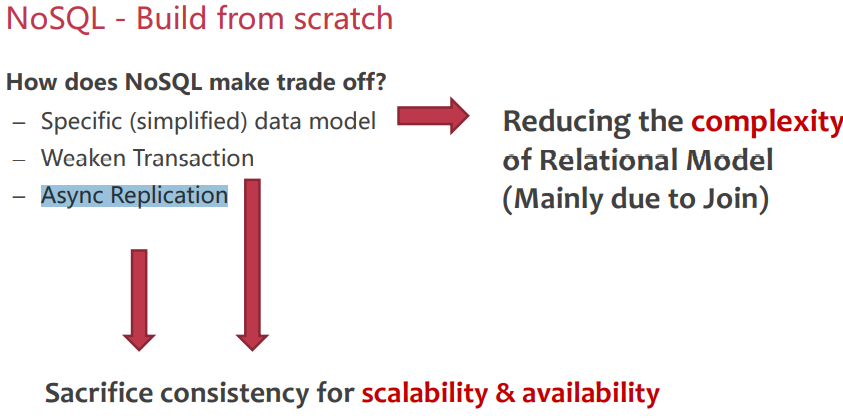 NoSQL - Build from scratch
How does NoSQL make trade off?
– Specific (simplified) data model
– Weaken Transaction
– Async Replication
Reducing the complexity
of Relational Model
(Mainly due to Join)
Sacrifice consistency for scalability & availability